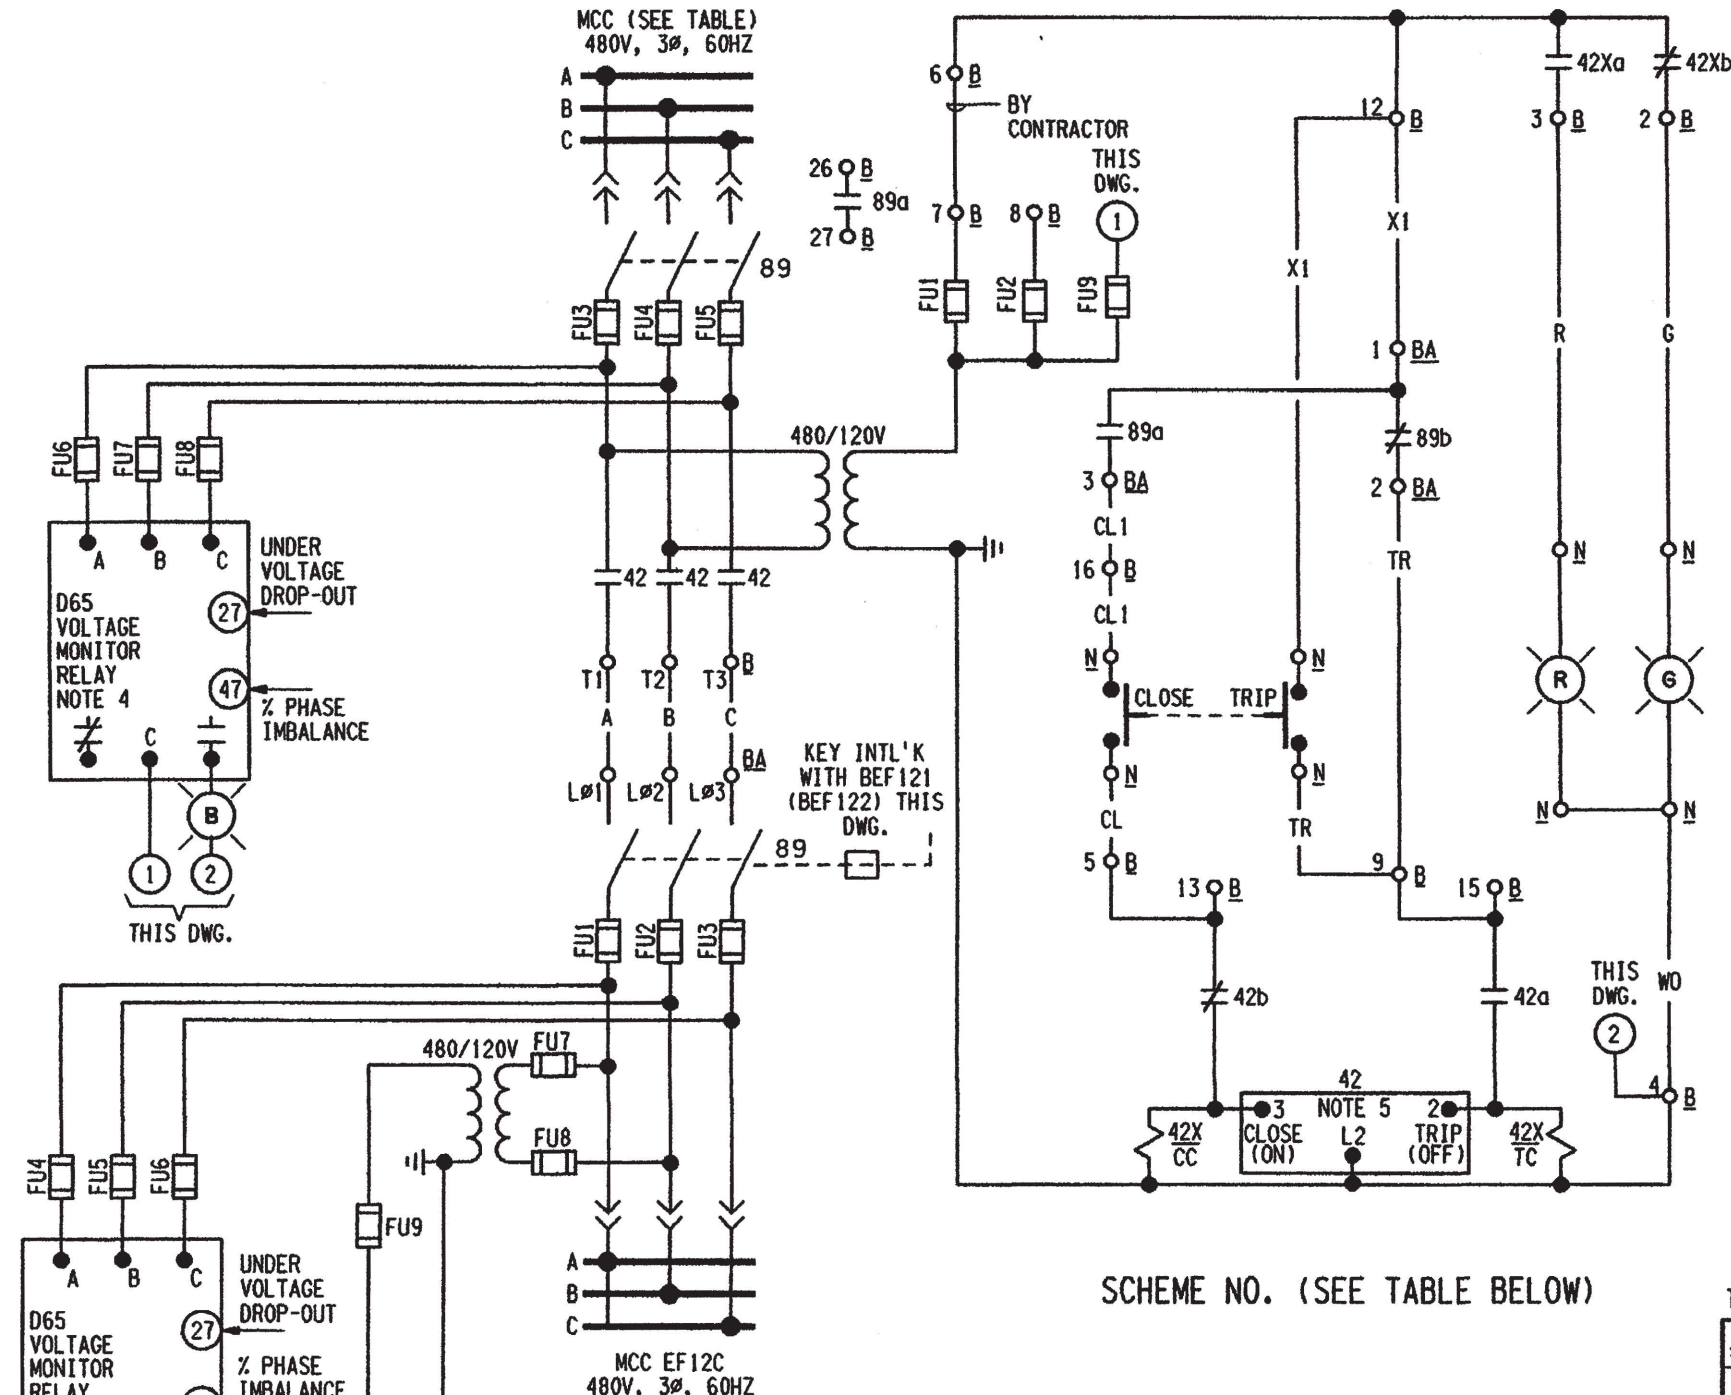 MCC (SEE TABLE)
480V, 3ø, 60HZ
A
B
C
26 B
89a
27 B
89
FU3
FU4
FU5
6 B
BY
CONTRACTOR
THIS
DWG.
1
7 B
8 B
FU1
FU2
FU9
12 B
X1
X1
1 BA
89a
89b
3 BA
2 BA
CL1
16 B
CL1
TR
N
N
CLOSE
TRIP
N
N
CL
TR
5 B
9 B
13 B
15 B
42b
42a
42Xa
42Xb
3 B
2 B
R
G
N
N
R
G
N
N
THIS
DWG.
WO
2
4 B
42
NOTE 5
3
CLOSE
(ON)
L2
2
TRIP
(OFF)
42X
CC
42X
TC
FU6
FU7
FU8
480/120V
A
B
C
UNDER
VOLTAGE
DROP-OUT
D65
VOLTAGE
MONITOR
RELAY
NOTE 4
27
47
% PHASE
IMBALANCE
C
B
1
2
THIS DWG.
42
42
42
T1
T2
T3
B
A
B
C
BA
Lø1
Lø2
Lø3
KEY INTL'K
WITH BEF121
(BEF122) THIS
DWG.
89
FU1
FU2
FU3
480/120V
FU7
FU8
FU4
FU5
FU6
FU9
A
B
C
D65
VOLTAGE
MONITOR
RELAY
27
UNDER
VOLTAGE
DROP-OUT
% PHASE
IMBALANCE
A
B
C
MCC EF12C
480V, 3ø, 60HZ
SCHEME NO. (SEE TABLE BELOW)